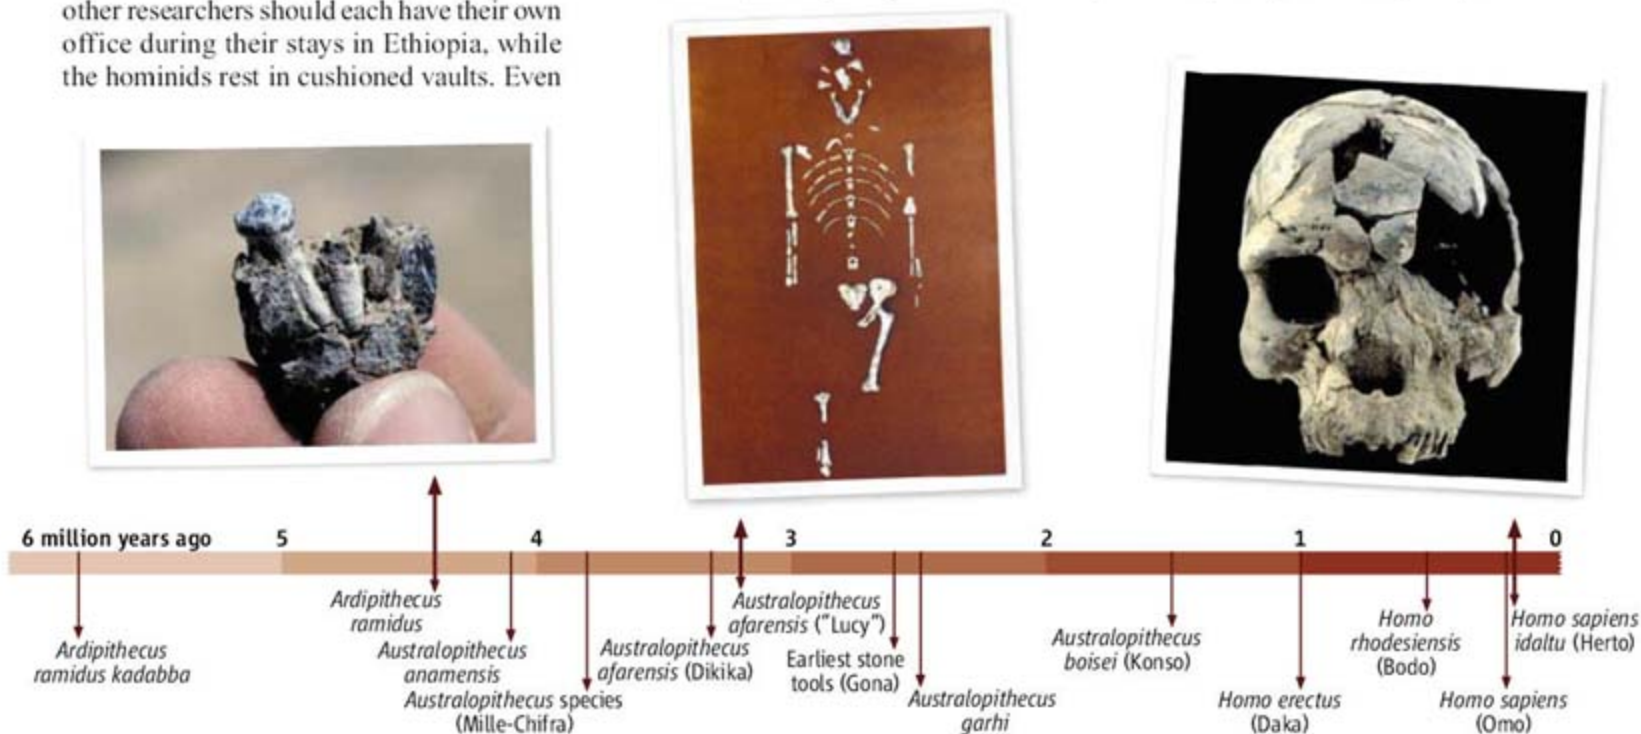 other researchers should each have their own
office during their stays in Ethiopia, while
the hominids rest in cushioned vaults. Even
6 million years ago
5
4
3
2
1
0
Ardipithecus
ramidus kadabba
Ardipithecus
ramidus
Australopithecus
anamensis
Australopithecus species
(Mille-Chifra)
Australopithecus
afarensis (Dikika)
Australopithecus
afarensis ("Lucy")
Earliest stone
tools (Gona)
Australopithecus
garhi
Australopithecus
boisei (Konso)
Homo erectus
(Daka)
Homo
rhodesiensis
(Bodo)
Homo sapiens
(Omo)
Homo sapiens
idaltu (Herto)